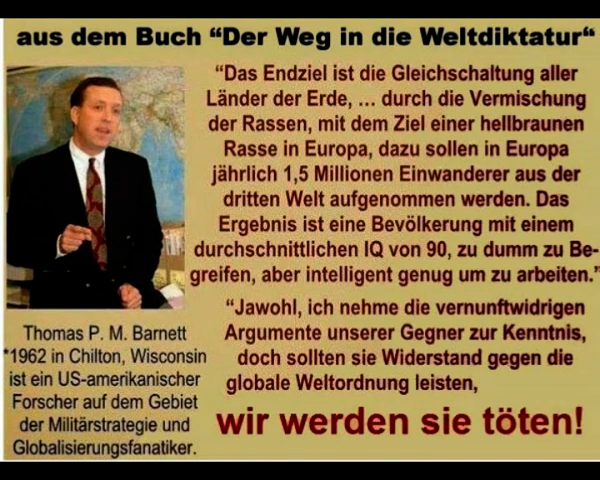 aus dem Buch “Der Weg in die Weltdiktatur“
“Das Endziel ist die Gleichschaltung aller
Länder der Erde, ... durch die Vermischung
der Rassen, mit dem Ziel einer hellbraunen
Rasse in Europa, dazu sollen in Europa
jährlich 1,5 Millionen Einwanderer aus der
dritten Welt aufgenommen werden. Das
Ergebnis ist eine Bevölkerung mit einem
durchschnittlichen IQ von 90, zu dumm zu Be-
greifen, aber intelligent genug um zu arbeiten.”
“Jawohl, ich nehme die vernunftwidrigen
Argumente unserer Gegner zur Kenntnis,
doch sollten sie Widerstand gegen die
globale Weltordnung leisten,
wir werden sie töten!
Thomas P. M. Barnett
*1962 in Chilton, Wisconsin
ist ein US-amerikanischer
Forscher auf dem Gebiet
der Militärstrategie und
Globalisierungsfanatiker.